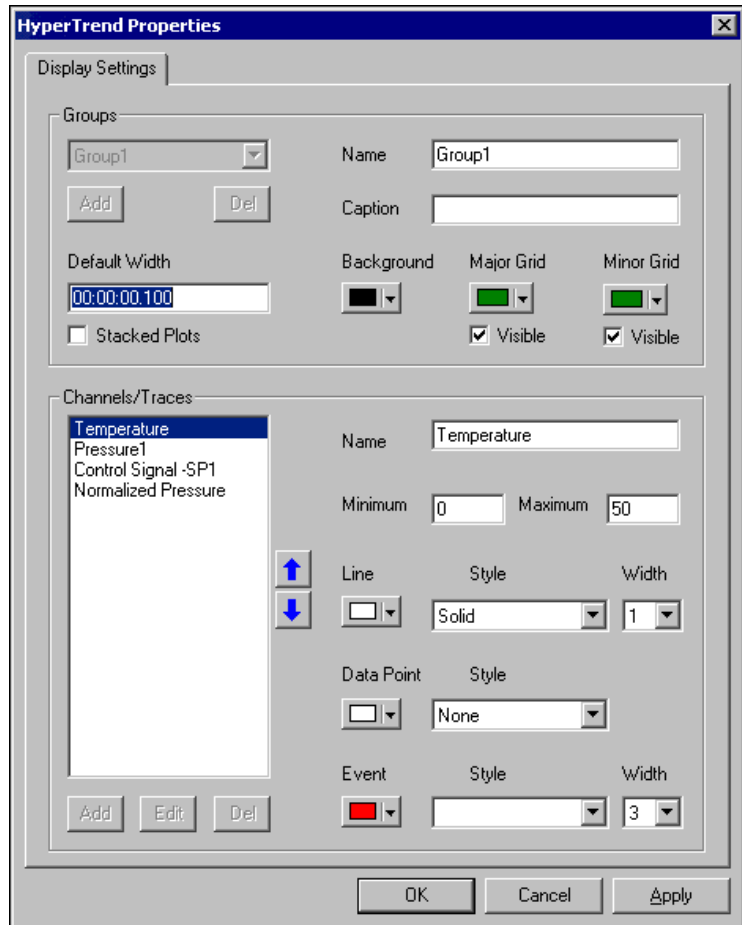 HyperTrend Properties
Display Settings
Groups
Group1
Name
Group1
Add
Del
Caption
Default Width
Background
Major Grid
Minor Grid
00:00:00.100
Stacked Plots
Visible
Visible
Channels/Traces
Temperature
Pressure1
Control Signal -SP1
Normalized Pressure
Name
Temperature
Minimum
0
Maximum
50
Line
Style
Width
Solid
1
Data Point
Style
None
Event
Style
Width
3
Add
Edit
Del
OK
Cancel
Apply